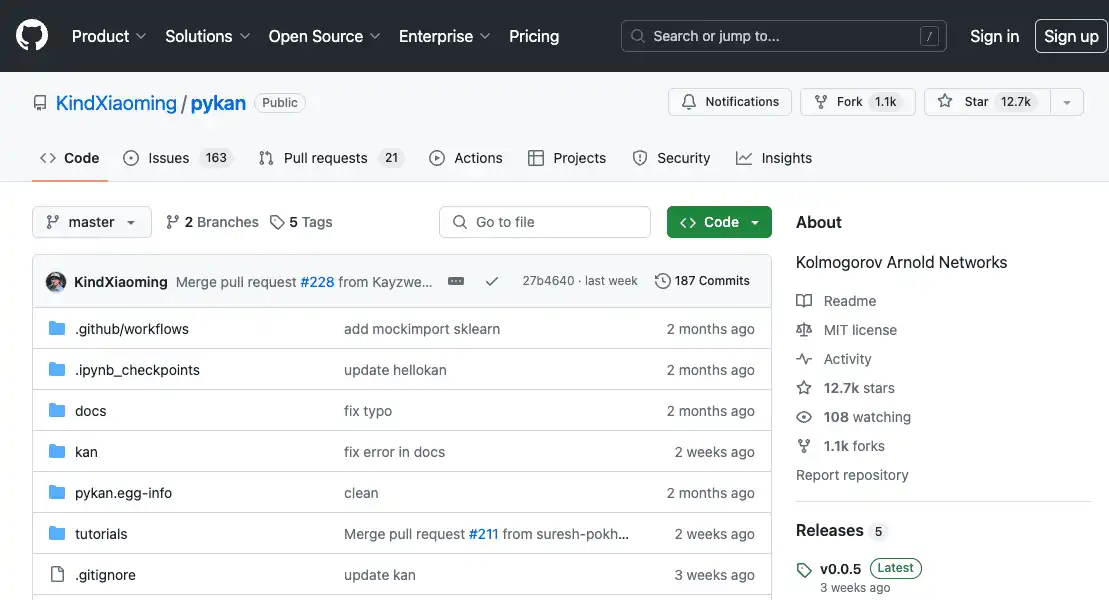 Product Solutions Open Source Enterprise Pricing Search or jump to... / Sign in Sign up
KindXiaoming / pykan Public Notifications Fork 1.1k Star 12.7k
Code Issues 163 Pull requests 21 Actions Projects Security Insights
master 2 Branches 5 Tags Go to file Code
KindXiaoming Merge pull request #228 from Kayzwe... 27b4640 · last week 187 Commits
.github/workflows add mockimport sklearn 2 months ago
.ipynb_checkpoints update hellokan 2 months ago
docs fix typo 2 months ago
kan fix error in docs 2 weeks ago
pykan.egg-info clean 2 months ago
tutorials Merge pull request #211 from suresh-pokh... 2 weeks ago
.gitignore update kan 3 weeks ago
About
Kolmogorov Arnold Networks
Readme
MIT license
Activity
12.7k stars
108 watching
1.1k forks
Report repository
Releases 5
v0.0.5 Latest
3 weeks ago